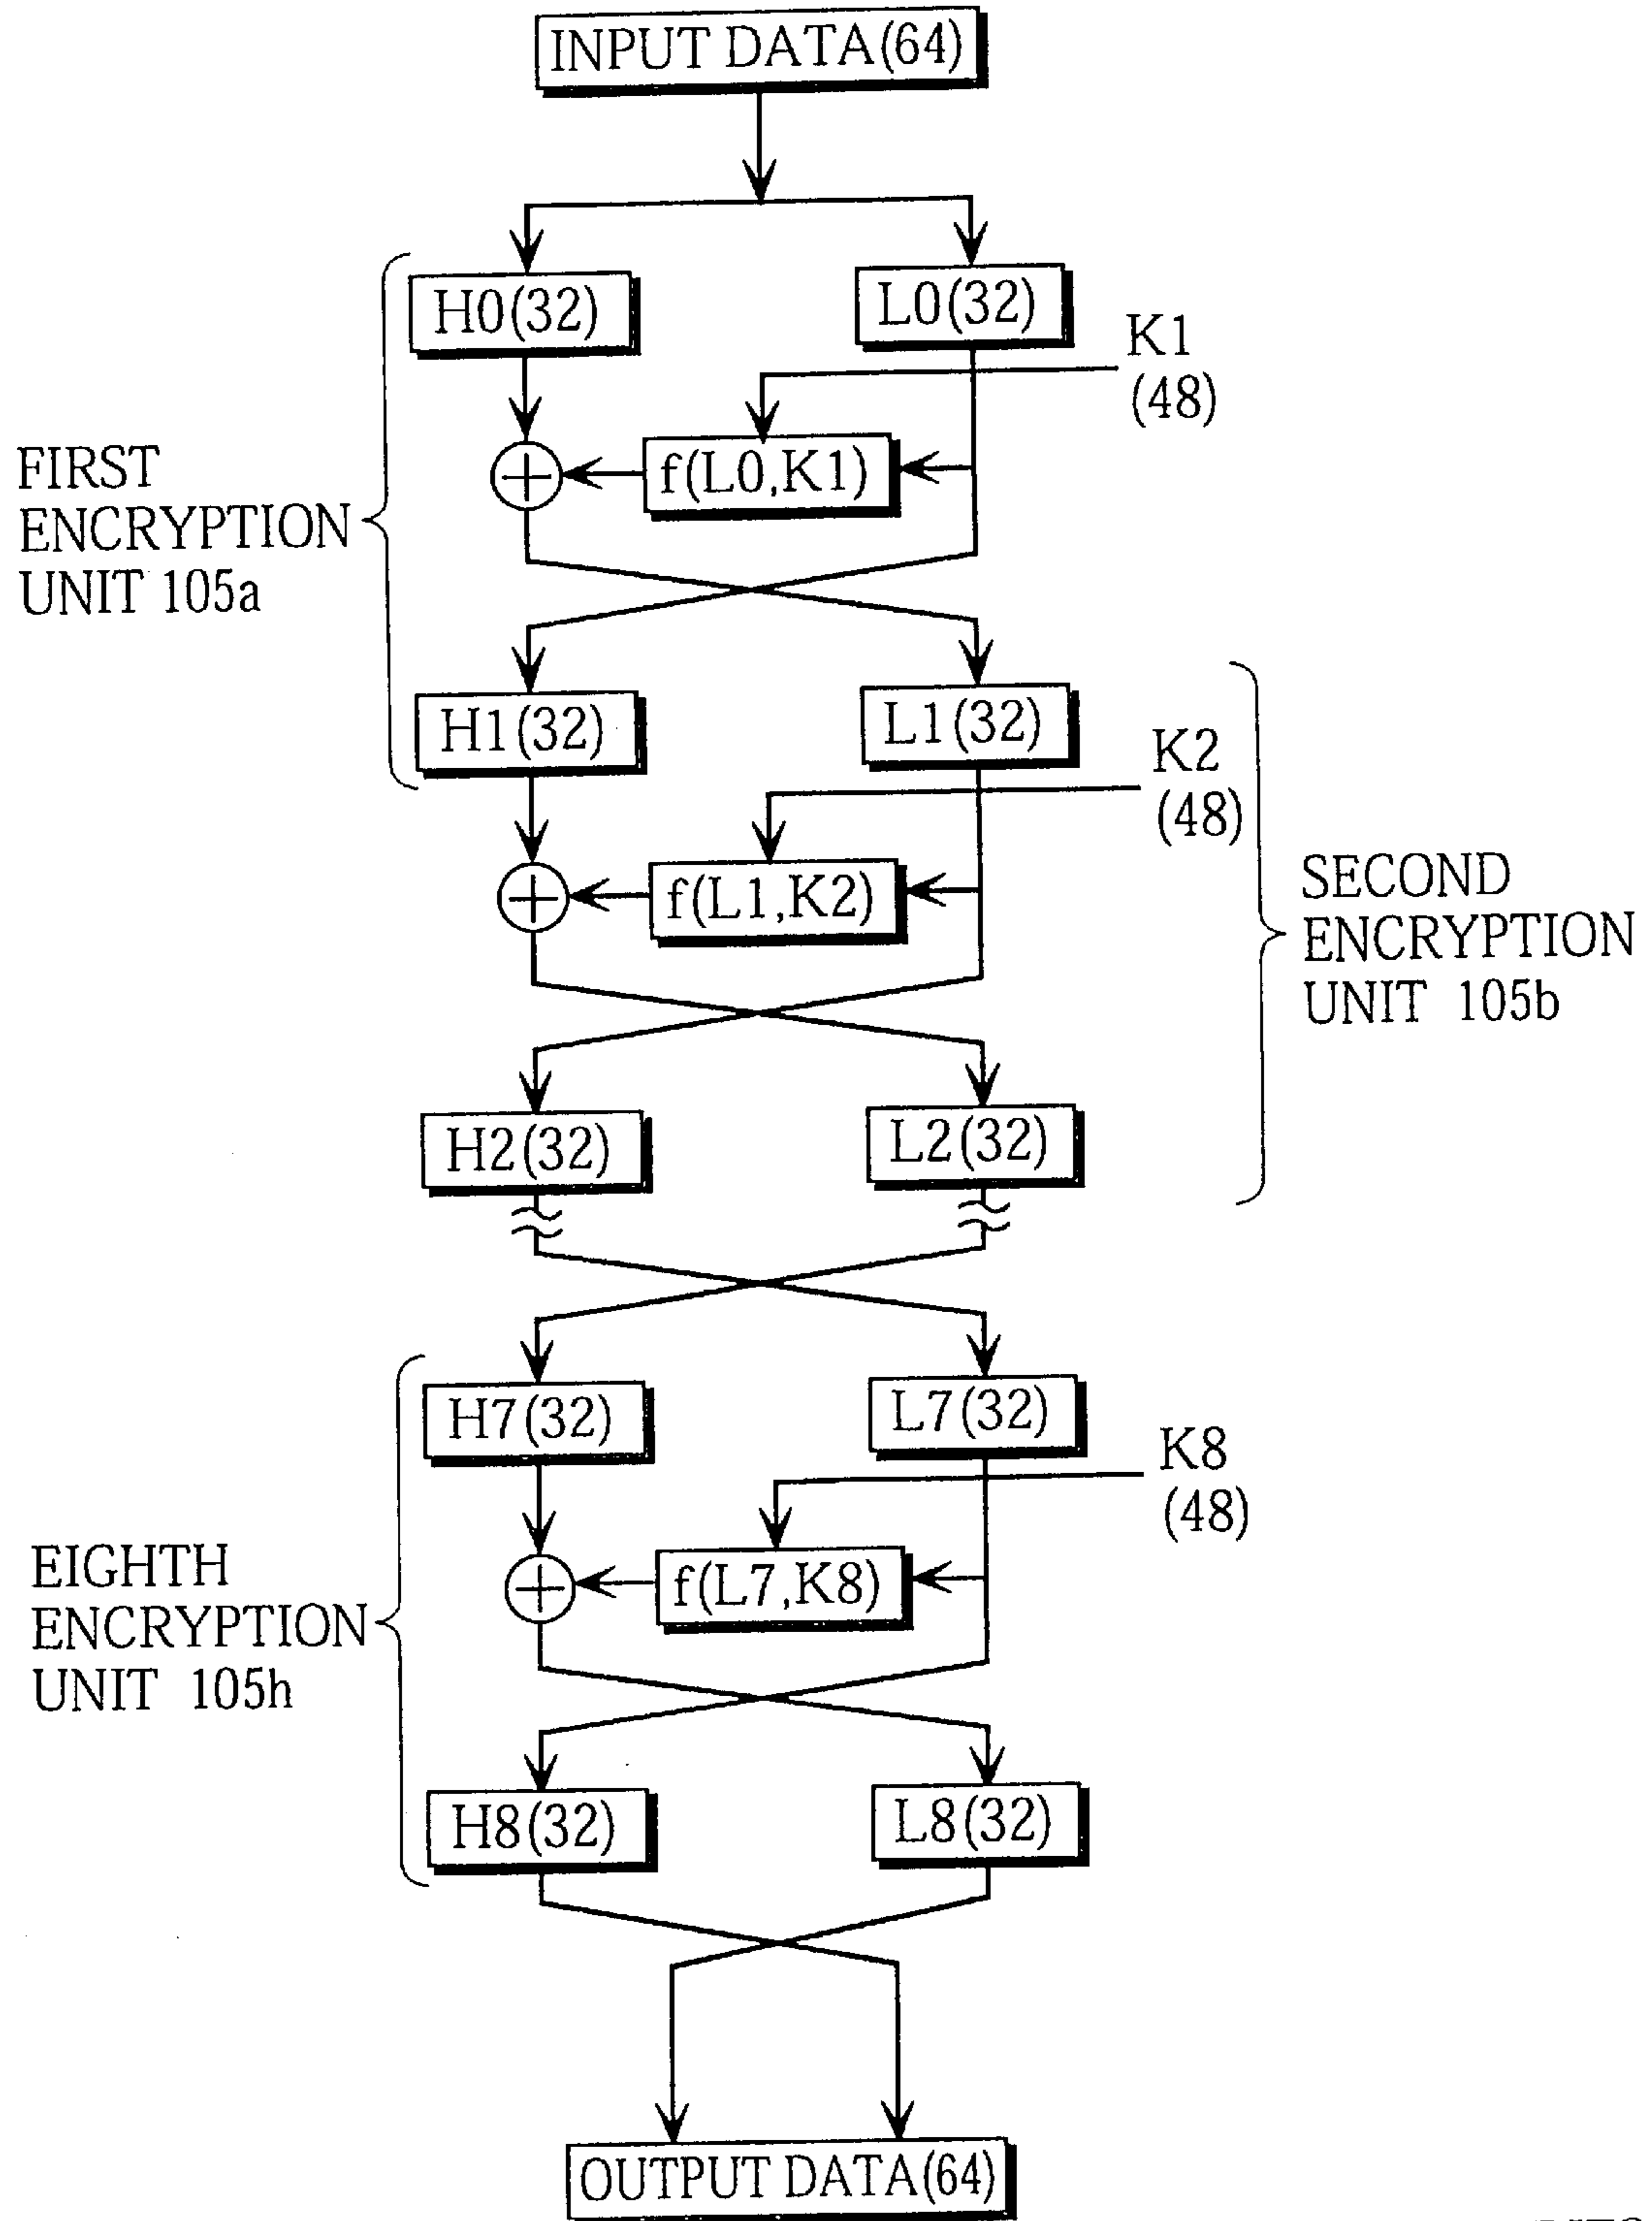 INPUT DATA(64)
H0(32)
L0(32)
K1
(48)
f(L0,K1)
FIRST
ENCRYPTION
UNIT 105a
H1(32)
L1(32)
K2
(48)
f(L1,K2)
SECOND
ENCRYPTION
UNIT 105b
H2(32)
L2(32)
H7(32)
L7(32)
K8
(48)
f(L7,K8)
EIGHTH
ENCRYPTION
UNIT 105h
H8(32)
L8(32)
OUTPUT DATA(64)